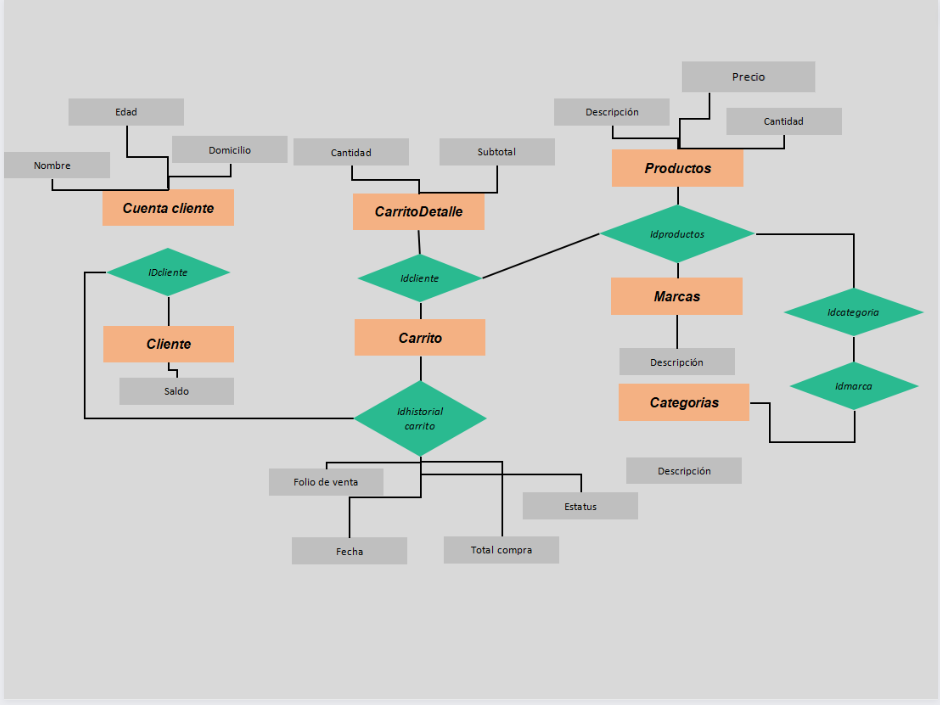 Precio
Edad
Descripción
Cantidad
Nombre
Domicilio
Cantidad
Subtotal
Productos
Cuenta cliente
CarritoDetalle
Idproductos
IDcliente
Idcliente
Marcas
Idcategoria
Cliente
Carrito
Descripción
Saldo
Idmarca
Categorias
Idhistorial
carrito
Descripción
Folio de venta
Estatus
Fecha
Total compra